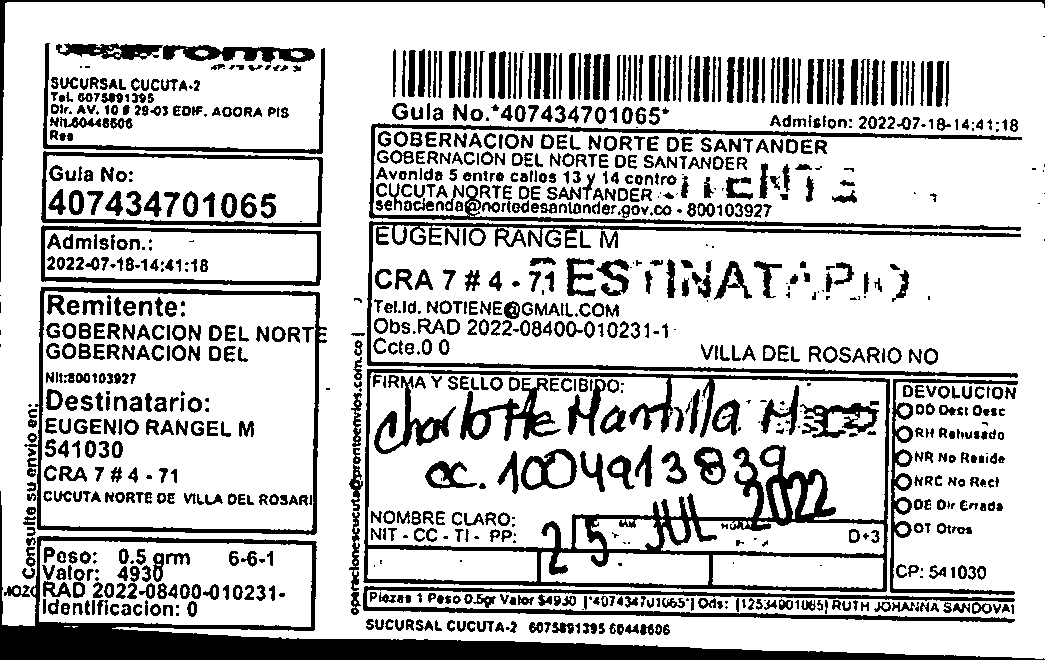 SUCURSAL CUCUTA-2
Tel. 6075891395
Dir. AV. 10 # 29-03 EDIF. AGORA PIS
Nit.60448606
Res
Guia No:
407434701065
Admision.:
2022-07-18-14:41:18
Remitente:
GOBERNACION DEL NORTE
GOBERNACION DEL
Nit:800103927
Destinatario:
EUGENIO RANGEL M
541030
CRA 7 # 4 - 71
CUCUTA NORTE DE VILLA DEL ROSARI
Peso: 0.5 grm 6-6-1
Valor: 4930
RAD 2022-08400-010231-
Identificacion: 0
Consulte su envio en:
operacionescucuta@prontoenvios.com.co
Guia No.*407434701065*
Admision: 2022-07-18-14:41:18
GOBERNACION DEL NORTE DE SANTANDER
GOBERNACION DEL NORTE DE SANTANDER
Avenida 5 entre calles 13 y 14 centro
CUCUTA NORTE DE SANTANDER
sehacienda@nortedesantander.gov.co - 800103927
EUGENIO RANGEL M
CRA 7 # 4 - 71 DESTINATARIO
Tel.Id. NOTIENE@GMAIL.COM
Obs.RAD 2022-08400-010231-1
Ccte.0 0
VILLA DEL ROSARIO NO
FIRMA Y SELLO DE RECIBIDO:
Charlotte Mantilla
cc. 1004913839
25 JUL 2022
NOMBRE CLARO:
NIT - CC - TI - PP:
D+3
DEVOLUCION
DD Dest Desc
RH Rehusado
NR No Reside
NRC No Recl
DE Dir Errada
OT Otros
CP: 541030
Piezas 1 Peso 0.5gr Valor $4930 [*407434701065*] Ods: [12534001065] RUTH JOHANNA SANDOVAL
SUCURSAL CUCUTA-2 6075891395 60448606